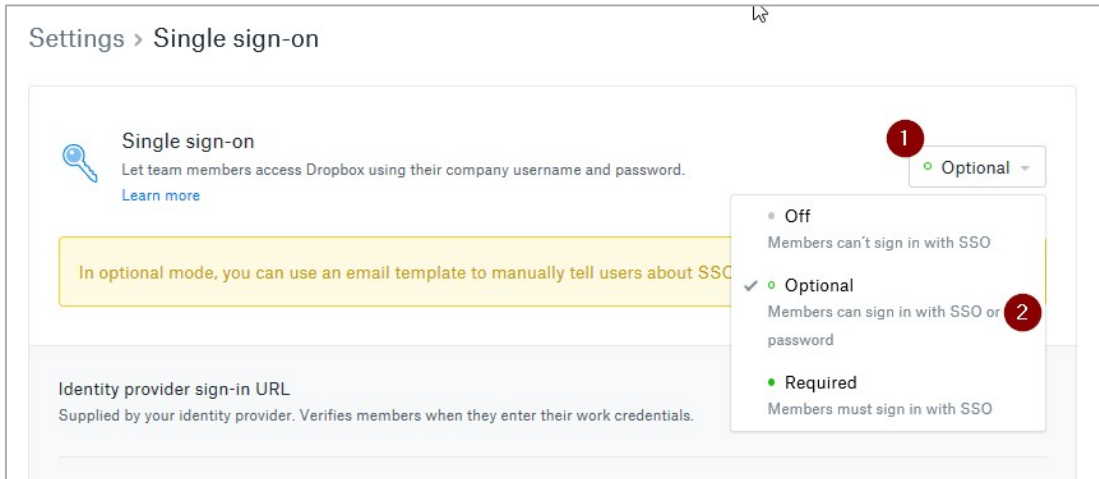 Settings > Single sign-on
Single sign-on
1
Let team members access Dropbox using their company username and password.
Optional
Learn more
Off
Members can´t sign in with SSO
In optional mode, you can use an email template to manually tell users about SSO
Optional
Members can sign in with SSO or
2
password
Required
Members must sign in with SSO
Identity provider sign-in URL
Supplied by your identity provider. Verifies members when they enter their work credentials.